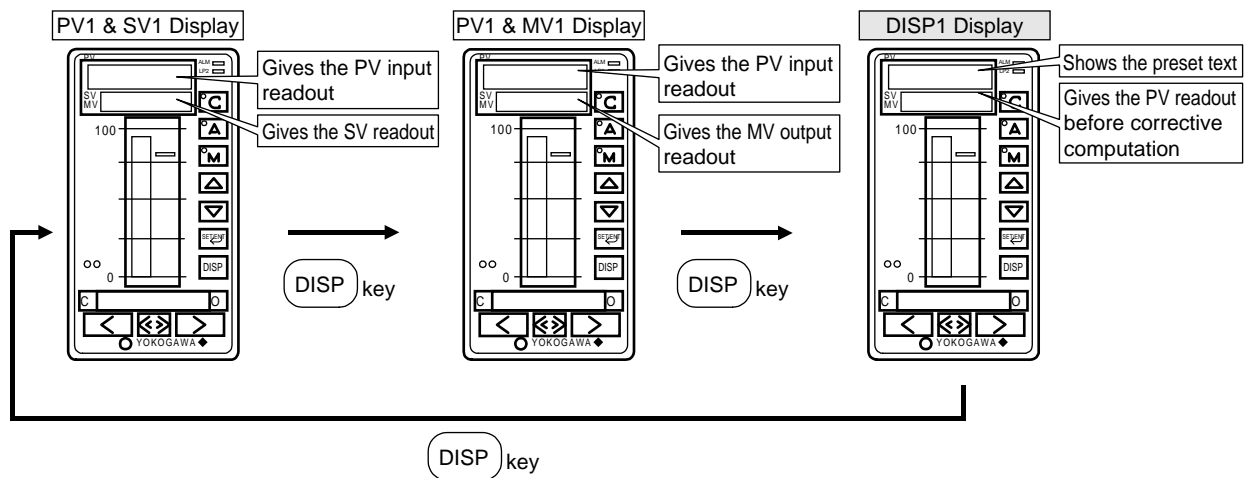 PV1 & SV1 Display
PV
ALM
LP2
SV
MV
C
A
M
100
0
SET/ENT
DISP
C O
YOKOGAWA
Gives the PV input
readout
Gives the SV readout
DISP key
PV1 & MV1 Display
PV
ALM
LP2
SV
MV
C
A
M
100
0
SET/ENT
DISP
C O
YOKOGAWA
Gives the PV input
readout
Gives the MV output
readout
DISP key
DISP1 Display
PV
ALM
LP2
SV
MV
C
A
M
100
0
SET/ENT
DISP
C O
YOKOGAWA
Shows the preset text
Gives the PV readout
before corrective
computation
DISP key